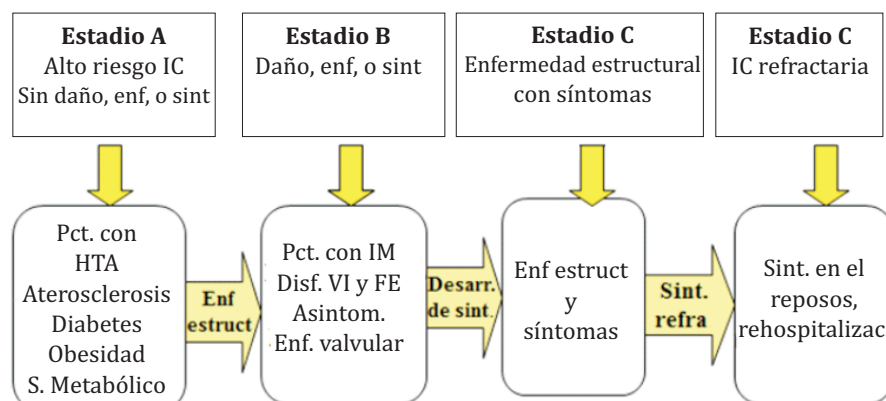 Estadio A
Alto riesgo IC
Sin daño, enf, o sint
Estadio B
Daño, enf, o sint
Estadio C
Enfermedad estructural
con síntomas
Estadio C
IC refractaria
Pct. con
HTA
Aterosclerosis
Diabetes
Obesidad
S. Metabólico
Enf
estruct
Pct. con IM
Disf. VI y FE
Asintom.
Enf. valvular
Desarr.
de sint.
Enf estruct
y
síntomas
Sint.
refra
Sint. en el
reposos,
rehospitalizac